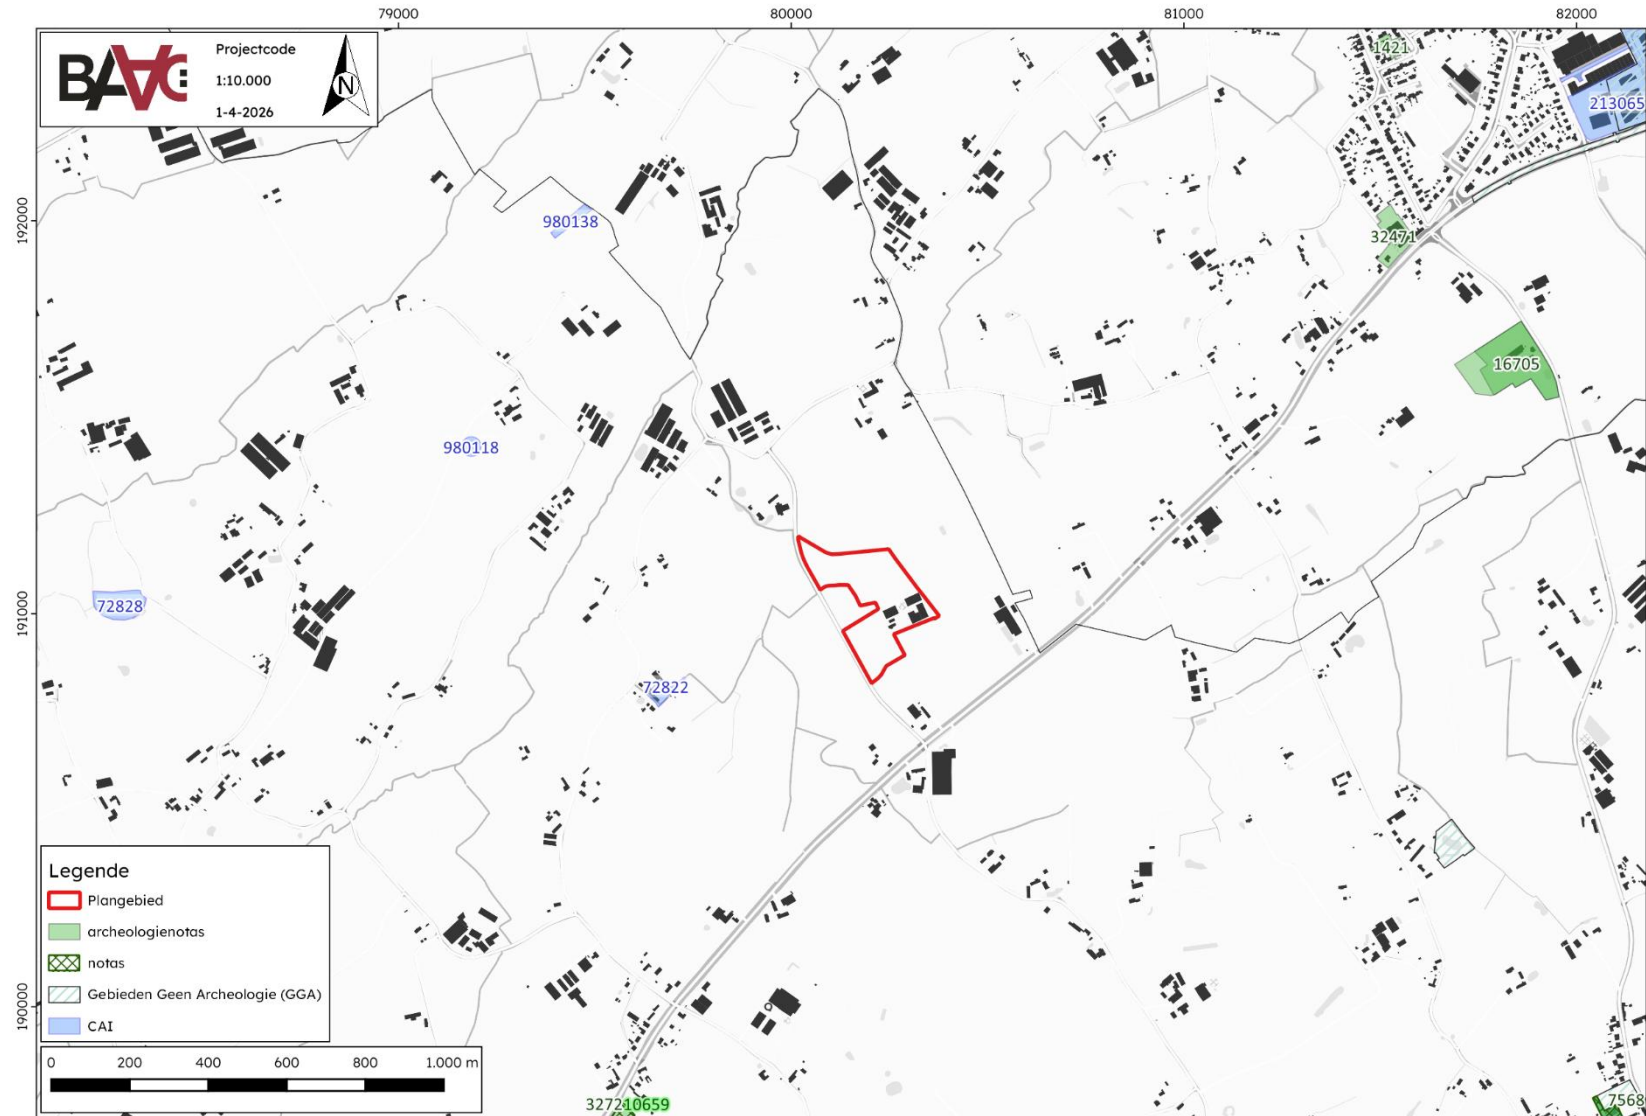 79000
80000
81000
82000
BAAC
Projectcode
1:10.000
1-4-2026
N
1421
213065
192000
980138
32471
16705
980118
191000
72828
72822
190000
Legende
Plangebied
archeologienotas
notas
Gebieden Geen Archeologie (GGA)
CAI
0 200 400 600 800 1.000 m
327210659
7568